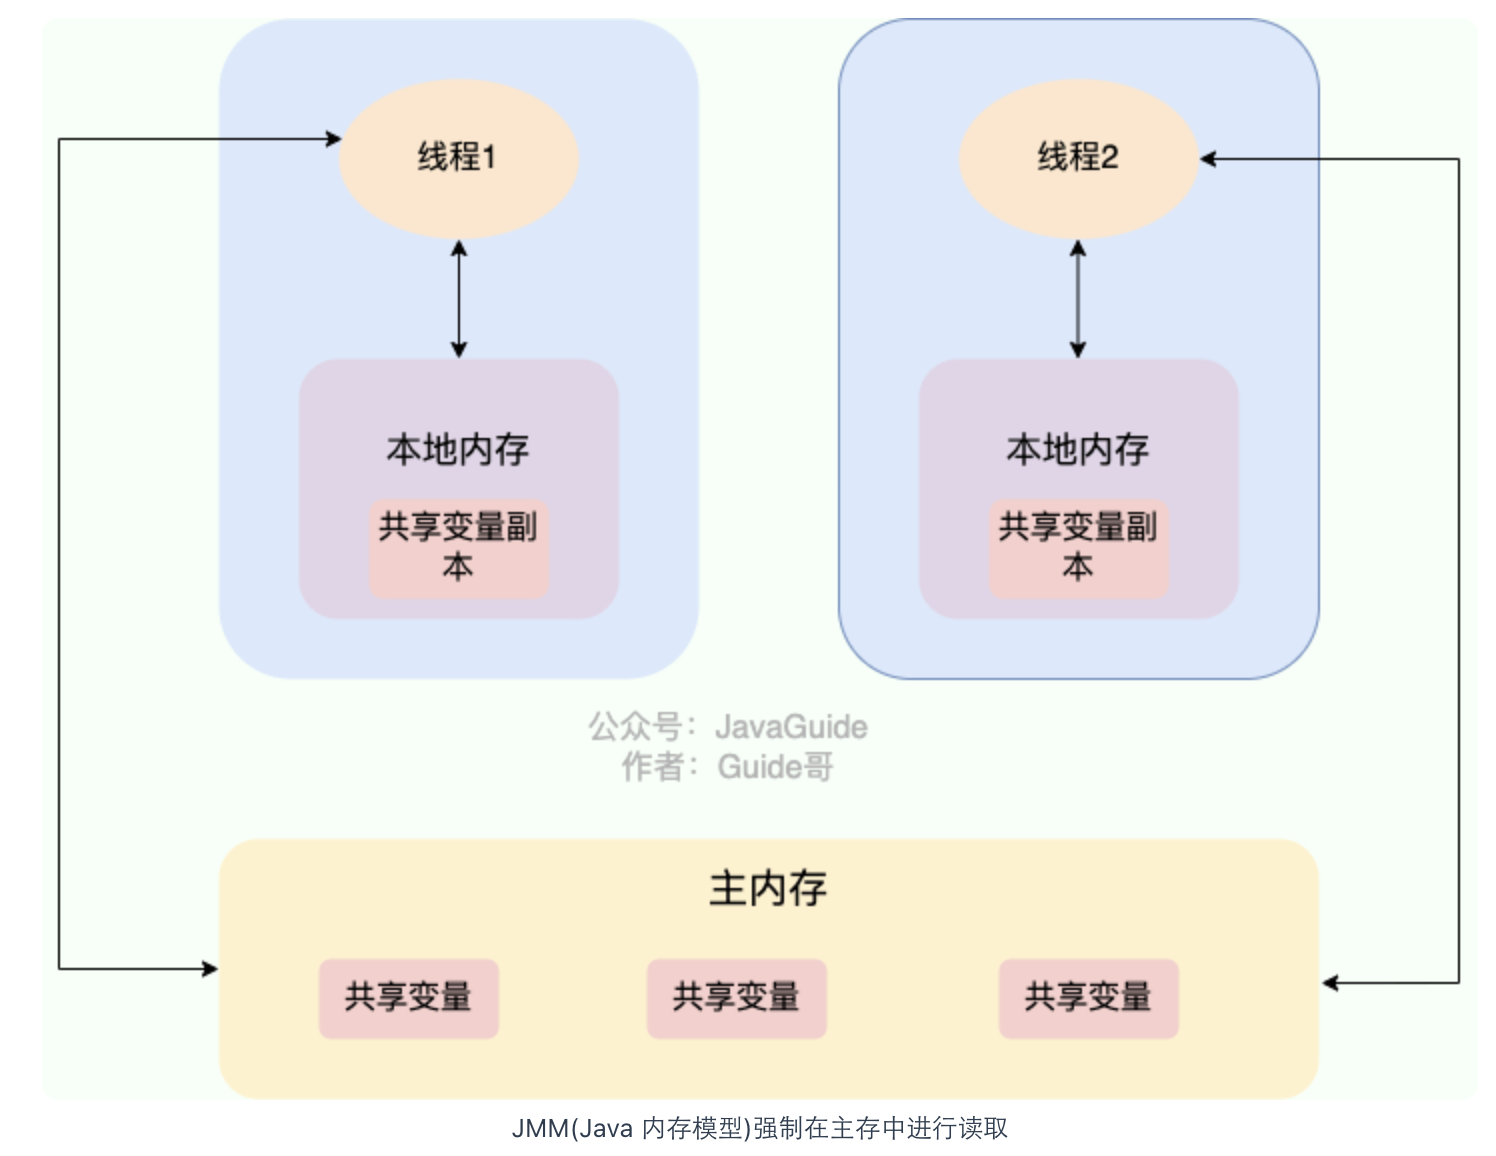 线程1
线程2
本地内存
共享变量副
本
本地内存
共享变量副
本
公众号：JavaGuide
作者：Guide哥
主内存
共享变量
共享变量
共享变量
JMM(Java 内存模型)强制在主存中进行读取